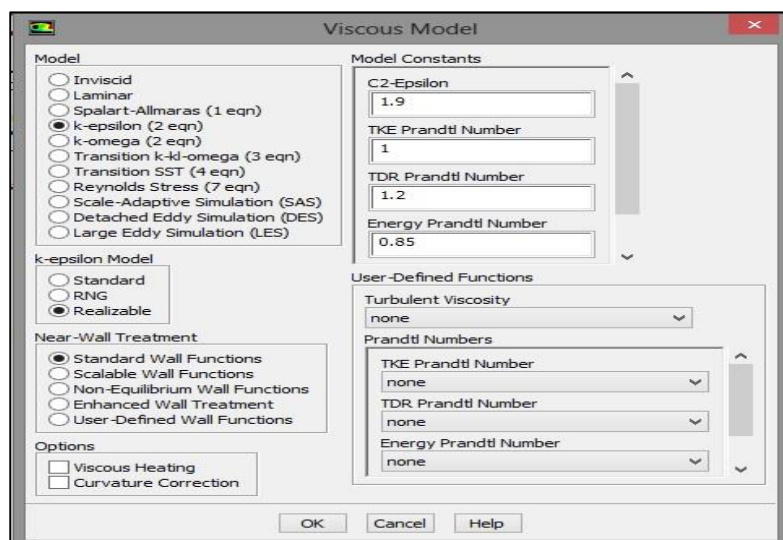 Viscous Model
Model
Inviscid
Laminar
Spalart-Allmaras (1 eqn)
k-epsilon (2 eqn)
k-omega (2 eqn)
Transition k-kl-omega (3 eqn)
Transition SST (4 eqn)
Reynolds Stress (7 eqn)
Scale-Adaptive Simulation (SAS)
Detached Eddy Simulation (DES)
Large Eddy Simulation (LES)
k-epsilon Model
Standard
RNG
Realizable
Near-Wall Treatment
Standard Wall Functions
Scalable Wall Functions
Non-Equilibrium Wall Functions
Enhanced Wall Treatment
User-Defined Wall Functions
Options
Viscous Heating
Curvature Correction
Model Constants
C2-Epsilon
1.9
TKE Prandtl Number
1
TDR Prandtl Number
1.2
Energy Prandtl Number
0.85
User-Defined Functions
Turbulent Viscosity
none
Prandtl Numbers
TKE Prandtl Number
none
TDR Prandtl Number
none
Energy Prandtl Number
none
OK
Cancel
Help